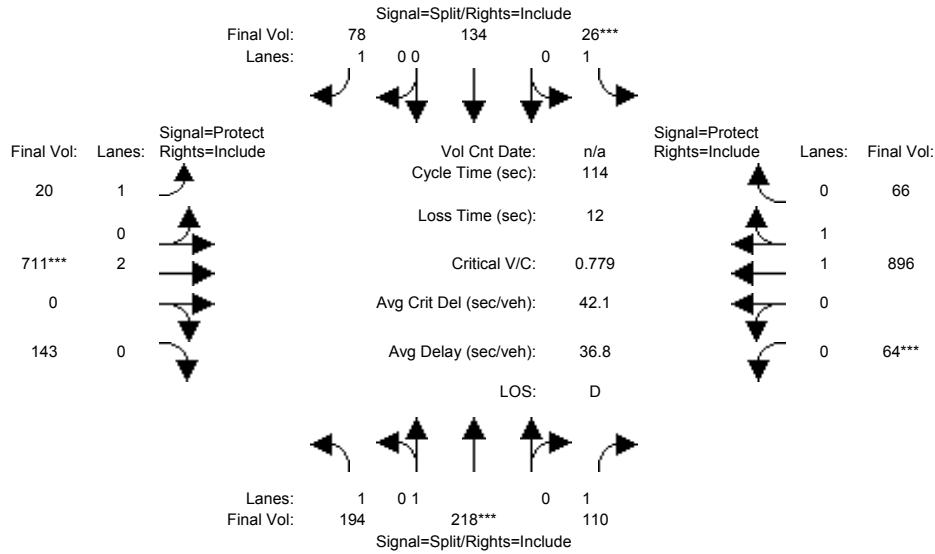 Signal=Split/Rights=Include
Final Vol: 78 134 26***
Lanes: 1 0 0 0 1
Signal=Protect Signal=Protect
Final Vol: Lanes: Rights=Include Vol Cnt Date: n/a Rights=Include Lanes: Final Vol:
Cycle Time (sec): 114
20 1 0 66
Loss Time (sec): 12
0 1
711*** 2 Critical V/C: 0.779 1 896
0 Avg Crit Del (sec/veh): 42.1 0
143 0 Avg Delay (sec/veh): 36.8 0 64***
LOS: D
Lanes: 1 0 1 0 1
Final Vol: 194 218*** 110
Signal=Split/Rights=Include